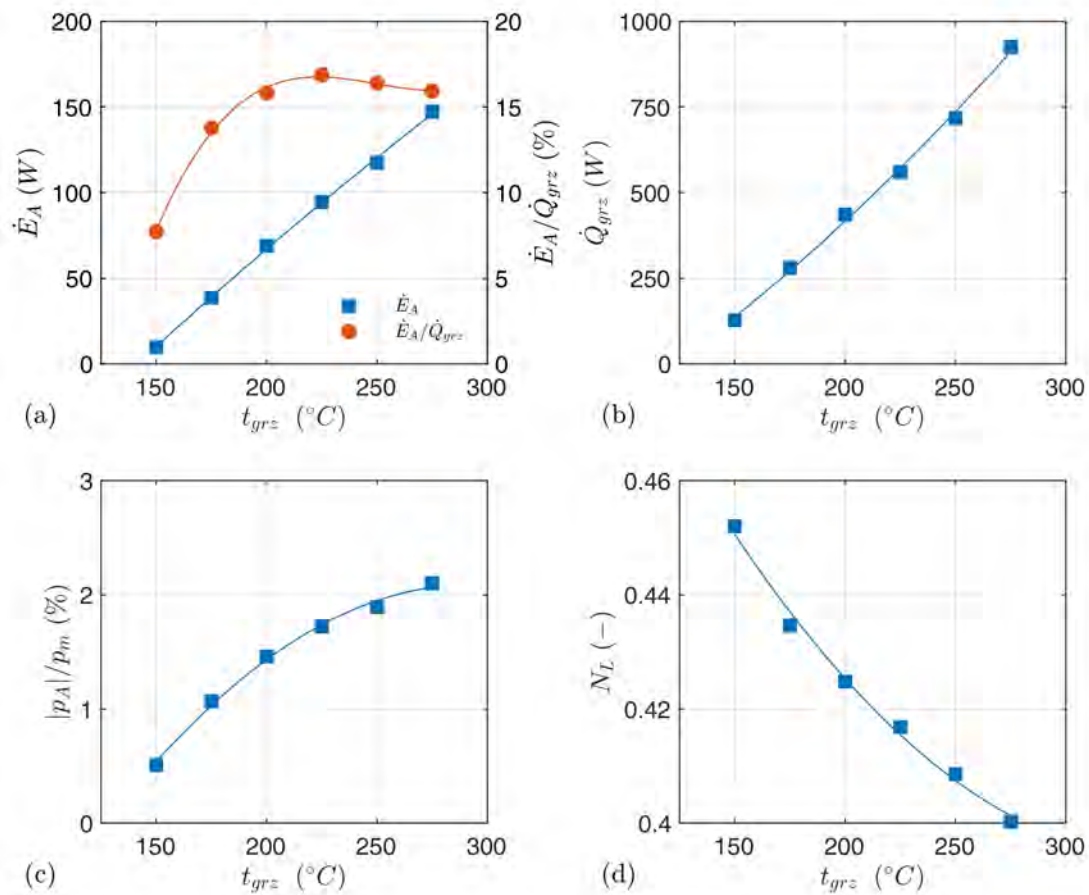 200
150
100
50
0
20
15
10
5
0
150 200 250 300
Ė_A (W)
Ė_A/Q̇_grz (%)
Ė_A
Ė_A/Q̇_grz
(a) t_grz (°C)
1000
750
500
250
0
150 200 250 300
Q̇_grz (W)
(b) t_grz (°C)
3
2
1
0
150 200 250 300
|p_A|/p_m (%)
(c) t_grz (°C)
0.46
0.44
0.42
0.4
150 200 250 300
N_L (−)
(d) t_grz (°C)